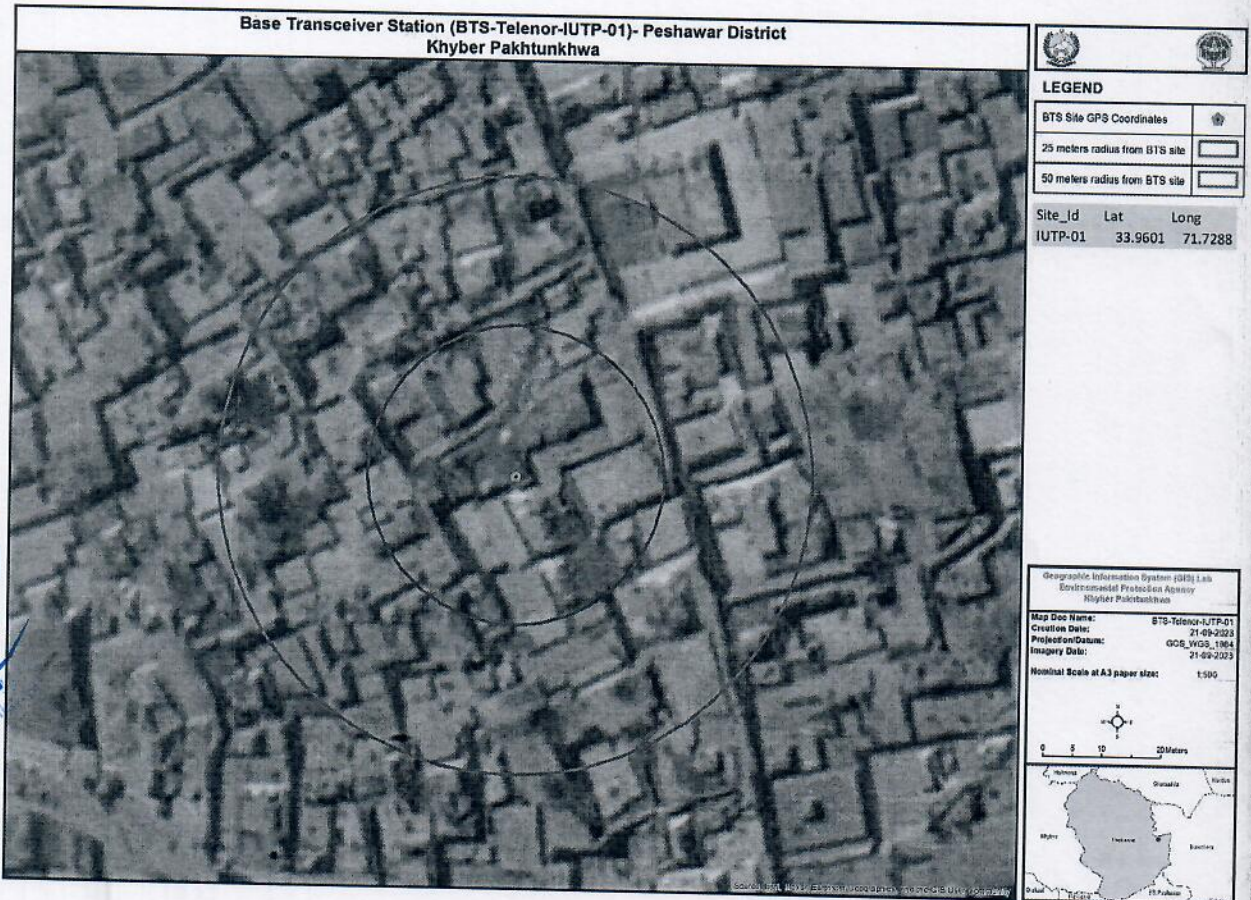 Base Transceiver Station (BTS-Telenor-IUTP-01)- Peshawar District
Khyber Pakhtunkhwa
LEGEND
BTS Site GPS Coordinates
25 meters radius from BTS site
50 meters radius from BTS site
Site_Id Lat Long
IUTP-01 33.9601 71.7288
Geographic Information System (GIS) Lab
Environmental Protection Agency
Khyber Pakhtunkhwa
Map Doc Name: BTS-Telenor-IUTP-01
Creation Date: 21-09-2023
Projection/Datum: GCS_WGS_1984
Imagery Date: 21-09-2023
Nominal Scale at A3 paper size: 1:500
0 5 10 20 Meters
Peshawar